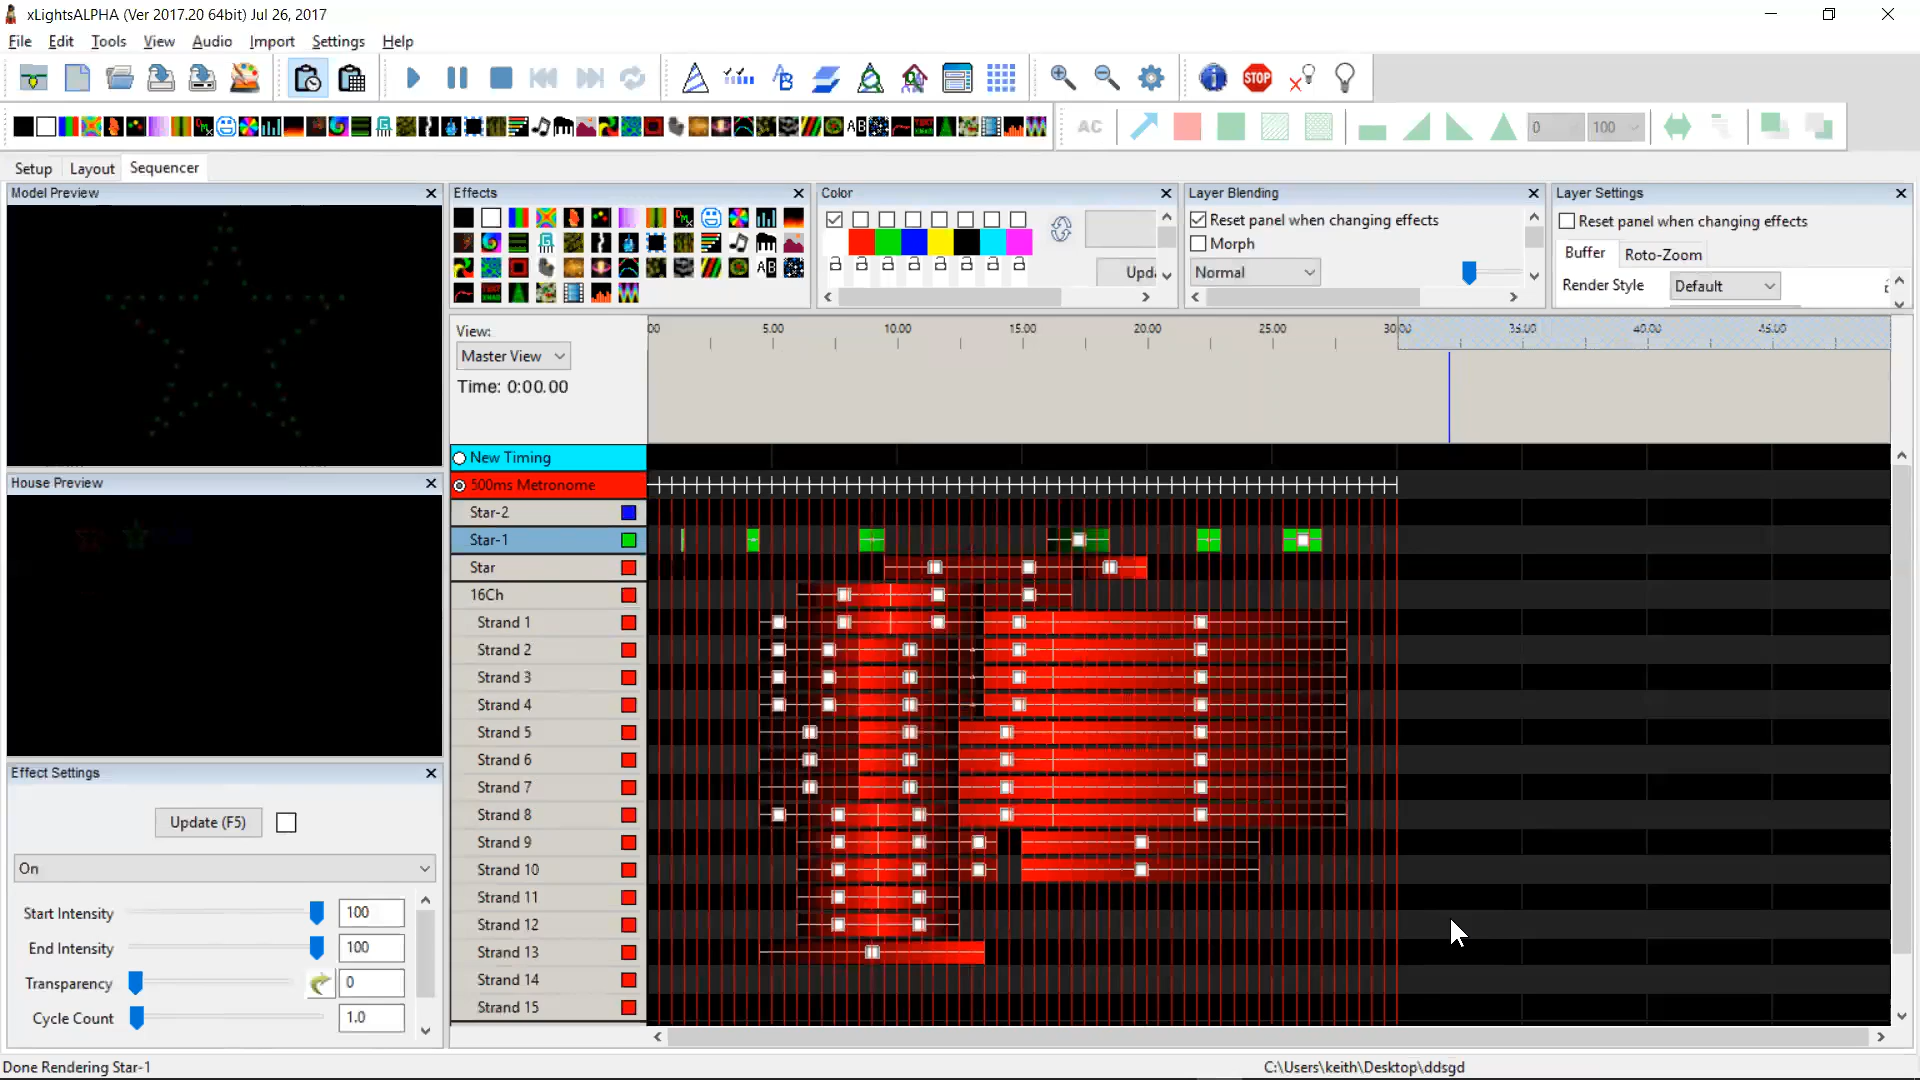 xLightsALPHA (Ver 2017.20 64bit) Jul 26, 2017
File Edit Tools View Audio Import Settings Help
AC 0 100
Setup Layout Sequencer
Model Preview
Effects
Color
Layer Blending
Layer Settings
Reset panel when changing effects
Reset panel when changing effects
Morph
Buffer Roto-Zoom
Normal
Render Style Default
View:
Master View
Time: 0:00.00
5.00 10.00 15.00 20.00 25.00 30.00 35.00 40.00 45.00
House Preview
New Timing
500ms Metronome
Star-2
Star-1
Star
16Ch
Strand 1
Strand 2
Strand 3
Strand 4
Strand 5
Strand 6
Strand 7
Strand 8
Strand 9
Strand 10
Strand 11
Strand 12
Strand 13
Strand 14
Strand 15
Effect Settings
Update (F5)
On
Start Intensity 100
End Intensity 100
Transparency 0
Cycle Count 1.0
Done Rendering Star-1
C:\Users\keith\Desktop\ddsgd